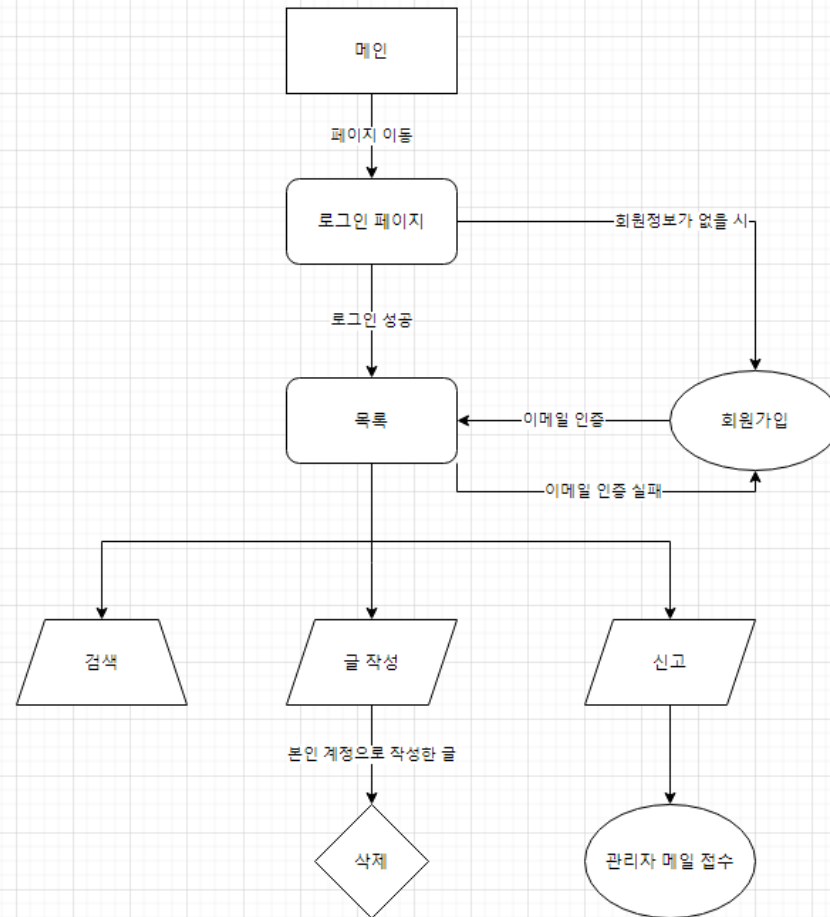 메인
페이지 이동
로그인 페이지
회원정보가 없을 시
로그인 성공
목록
이메일 인증
회원가입
이메일 인증 실패
검색
글 작성
신고
본인 계정으로 작성한 글
삭제
관리자 메일 접수